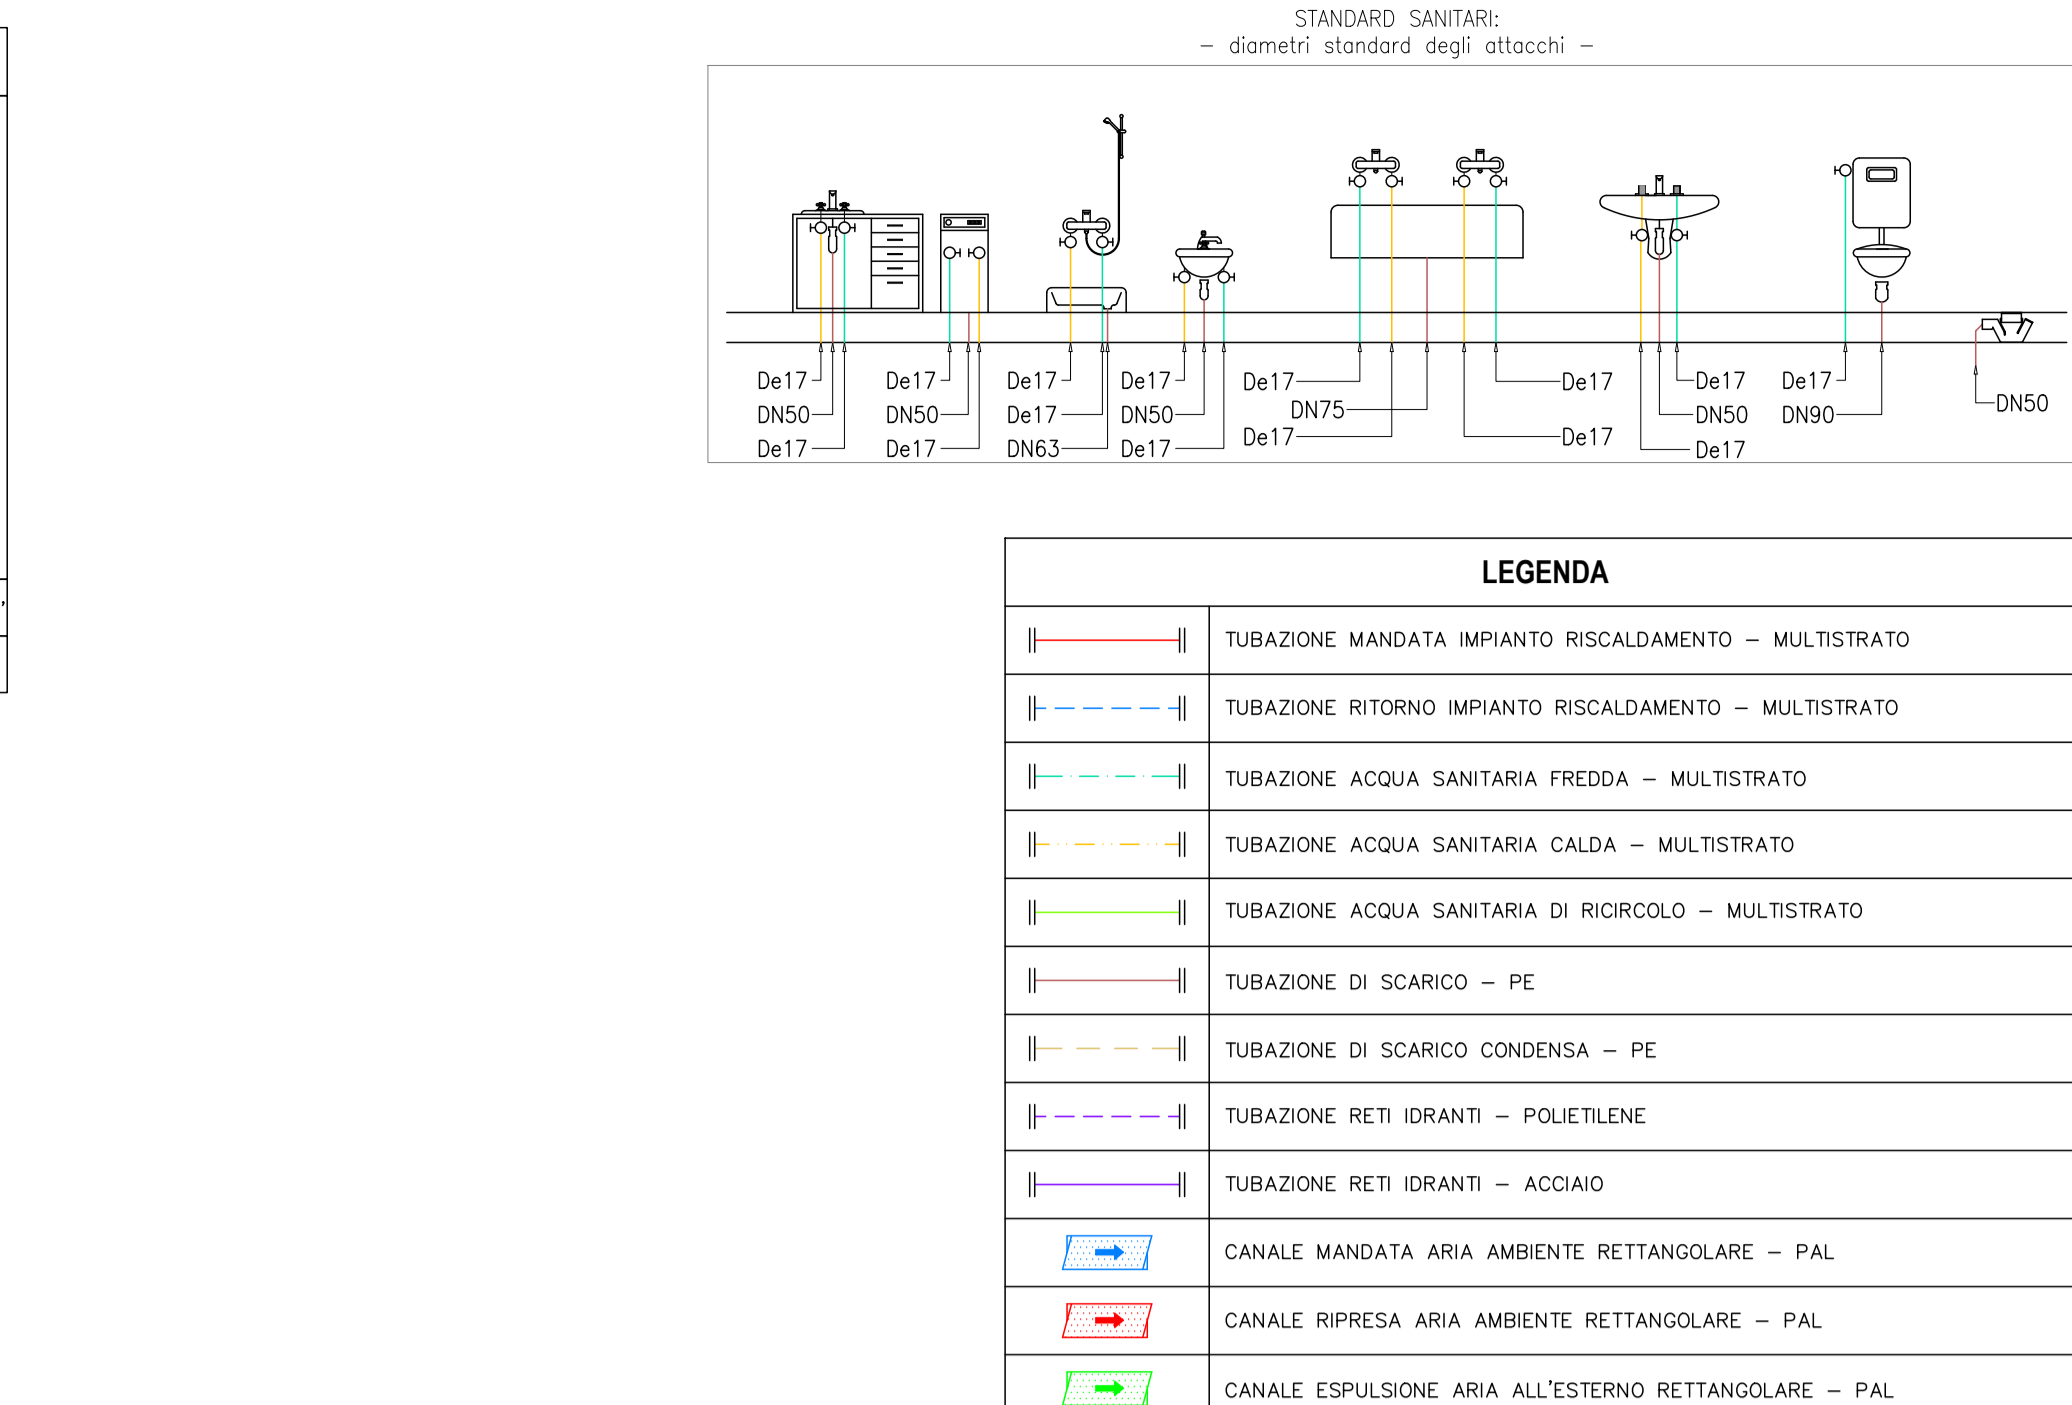 STANDARD SANITARI:
- diametri standard degli attacchi -
De17 De17 De17 De17 De17 De17 De17 De17
DN50 DN50 De17 DN50 DN75 DN50 DN90 DN50
De17 De17 DN63 De17 De17 De17 De17
LEGENDA
TUBAZIONE MANDATA IMPIANTO RISCALDAMENTO - MULTISTRATO
TUBAZIONE RITORNO IMPIANTO RISCALDAMENTO - MULTISTRATO
TUBAZIONE ACQUA SANITARIA FREDDA - MULTISTRATO
TUBAZIONE ACQUA SANITARIA CALDA - MULTISTRATO
TUBAZIONE ACQUA SANITARIA DI RICIRCOLO - MULTISTRATO
TUBAZIONE DI SCARICO - PE
TUBAZIONE DI SCARICO CONDENSA - PE
TUBAZIONE RETI IDRANTI - POLIETILENE
TUBAZIONE RETI IDRANTI - ACCIAIO
CANALE MANDATA ARIA AMBIENTE RETTANGOLARE - PAL
CANALE RIPRESA ARIA AMBIENTE RETTANGOLARE - PAL
CANALE ESPULSIONE ARIA ALL'ESTERNO RETTANGOLARE - PAL